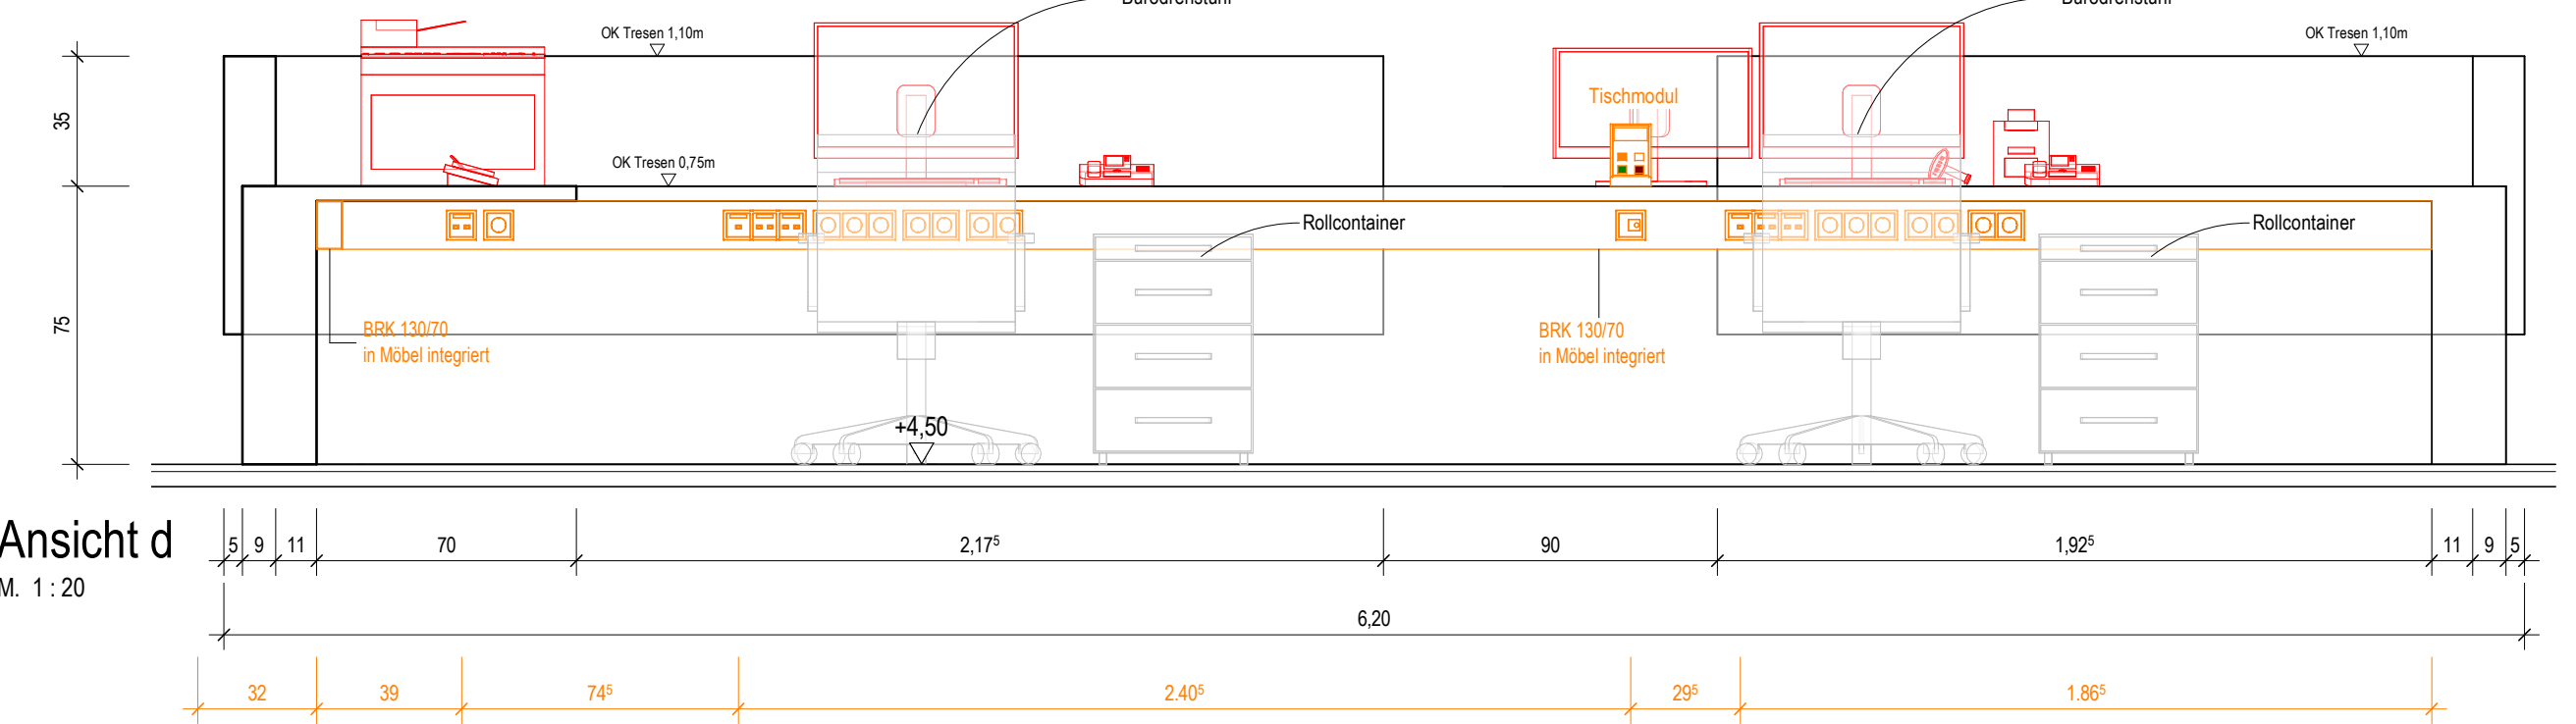 Bürodrehstuhl
Bürodrehstuhl
OK Tresen 1,10m
OK Tresen 1,10m
Tischmodul
35
OK Tresen 0,75m
Rollcontainer
Rollcontainer
75
BRK 130/70
in Möbel integriert
BRK 130/70
in Möbel integriert
+4,50
Ansicht d
M. 1 : 20
5 9 11 70 2,17⁵ 90 1,92⁵ 11 9 5
6,20
32 39 74⁵ 2.40⁵ 29⁵ 1.86⁵